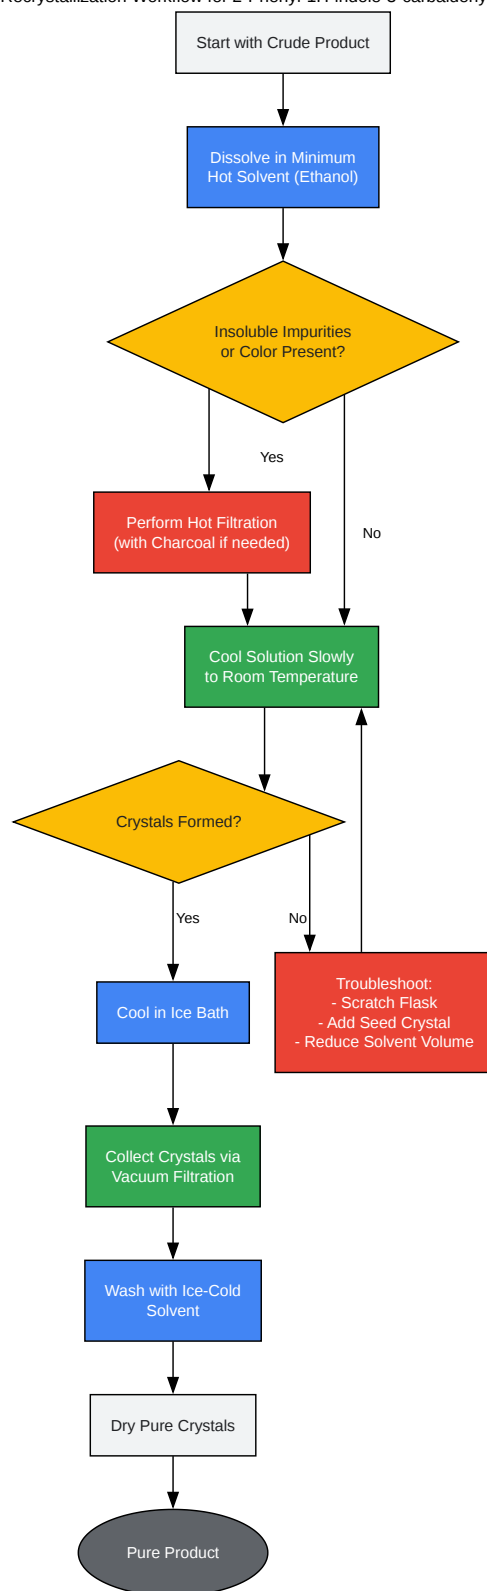 Recrystallization Workflow for 2-Phenyl-1H-indole-3-carbaldehy
Start with Crude Product
Dissolve in Minimum
Hot Solvent (Ethanol)
Insoluble Impurities
or Color Present?
Yes
Perform Hot Filtration
(with Charcoal if needed)
No
Cool Solution Slowly
to Room Temperature
Crystals Formed?
Yes
No
Troubleshoot:
- Scratch Flask
- Add Seed Crystal
- Reduce Solvent Volume
Cool in Ice Bath
Collect Crystals via
Vacuum Filtration
Wash with Ice-Cold
Solvent
Dry Pure Crystals
Pure Product